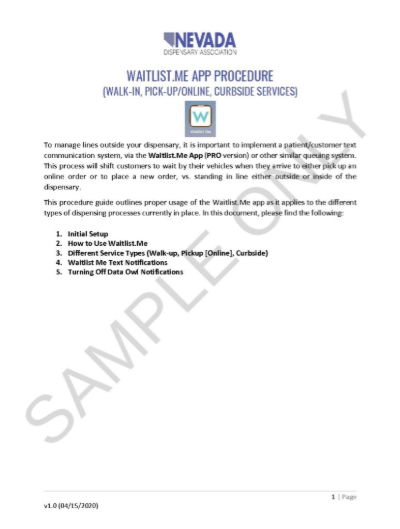 NEVADA
DISPENSARY ASSOCIATION
WAITLIST.ME APP PROCEDURE
(WALK-IN, PICK-UP/ONLINE, CURBSIDE SERVICES)
W
To manage lines outside your dispensary, it is important to implement a patient/customer text
communication system, via the Waitlist.Me App (PRO version) or other similar queuing system.
This process will shift customers to wait by their vehicles when they arrive to either pick up an
online order or to place a new order, vs. standing in line either outside or inside of the
dispensary.
This procedure guide outlines proper usage of the Waitlist.Me app as it applies to the different
types of dispensing processes currently in place. In this document, please find the following:
1. Initial Setup
2. How to Use Waitlist.Me
3. Different Service Types (Walk-up, Pickup [Online], Curbside)
4. Waitlist Me Text Notifications
5. Turning Off Data Owl Notifications
SAMPLE ONLY
1 | Page
v1.0 (04/15/2020)